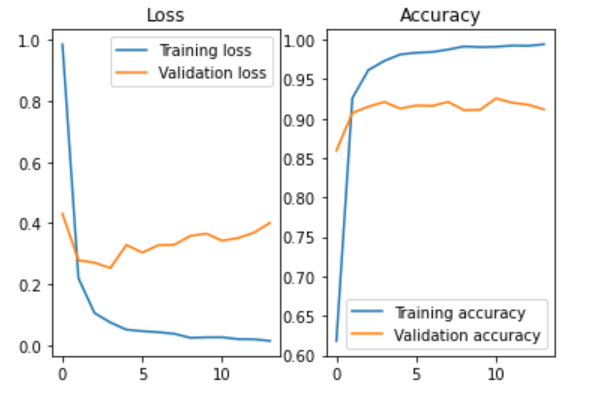 Loss
1.0
0.8
0.6
0.4
0.2
0.0
0 5 10
Training loss
Validation loss
Accuracy
1.00
0.95
0.90
0.85
0.80
0.75
0.70
0.65
0.60
0 5 10
Training accuracy
Validation accuracy